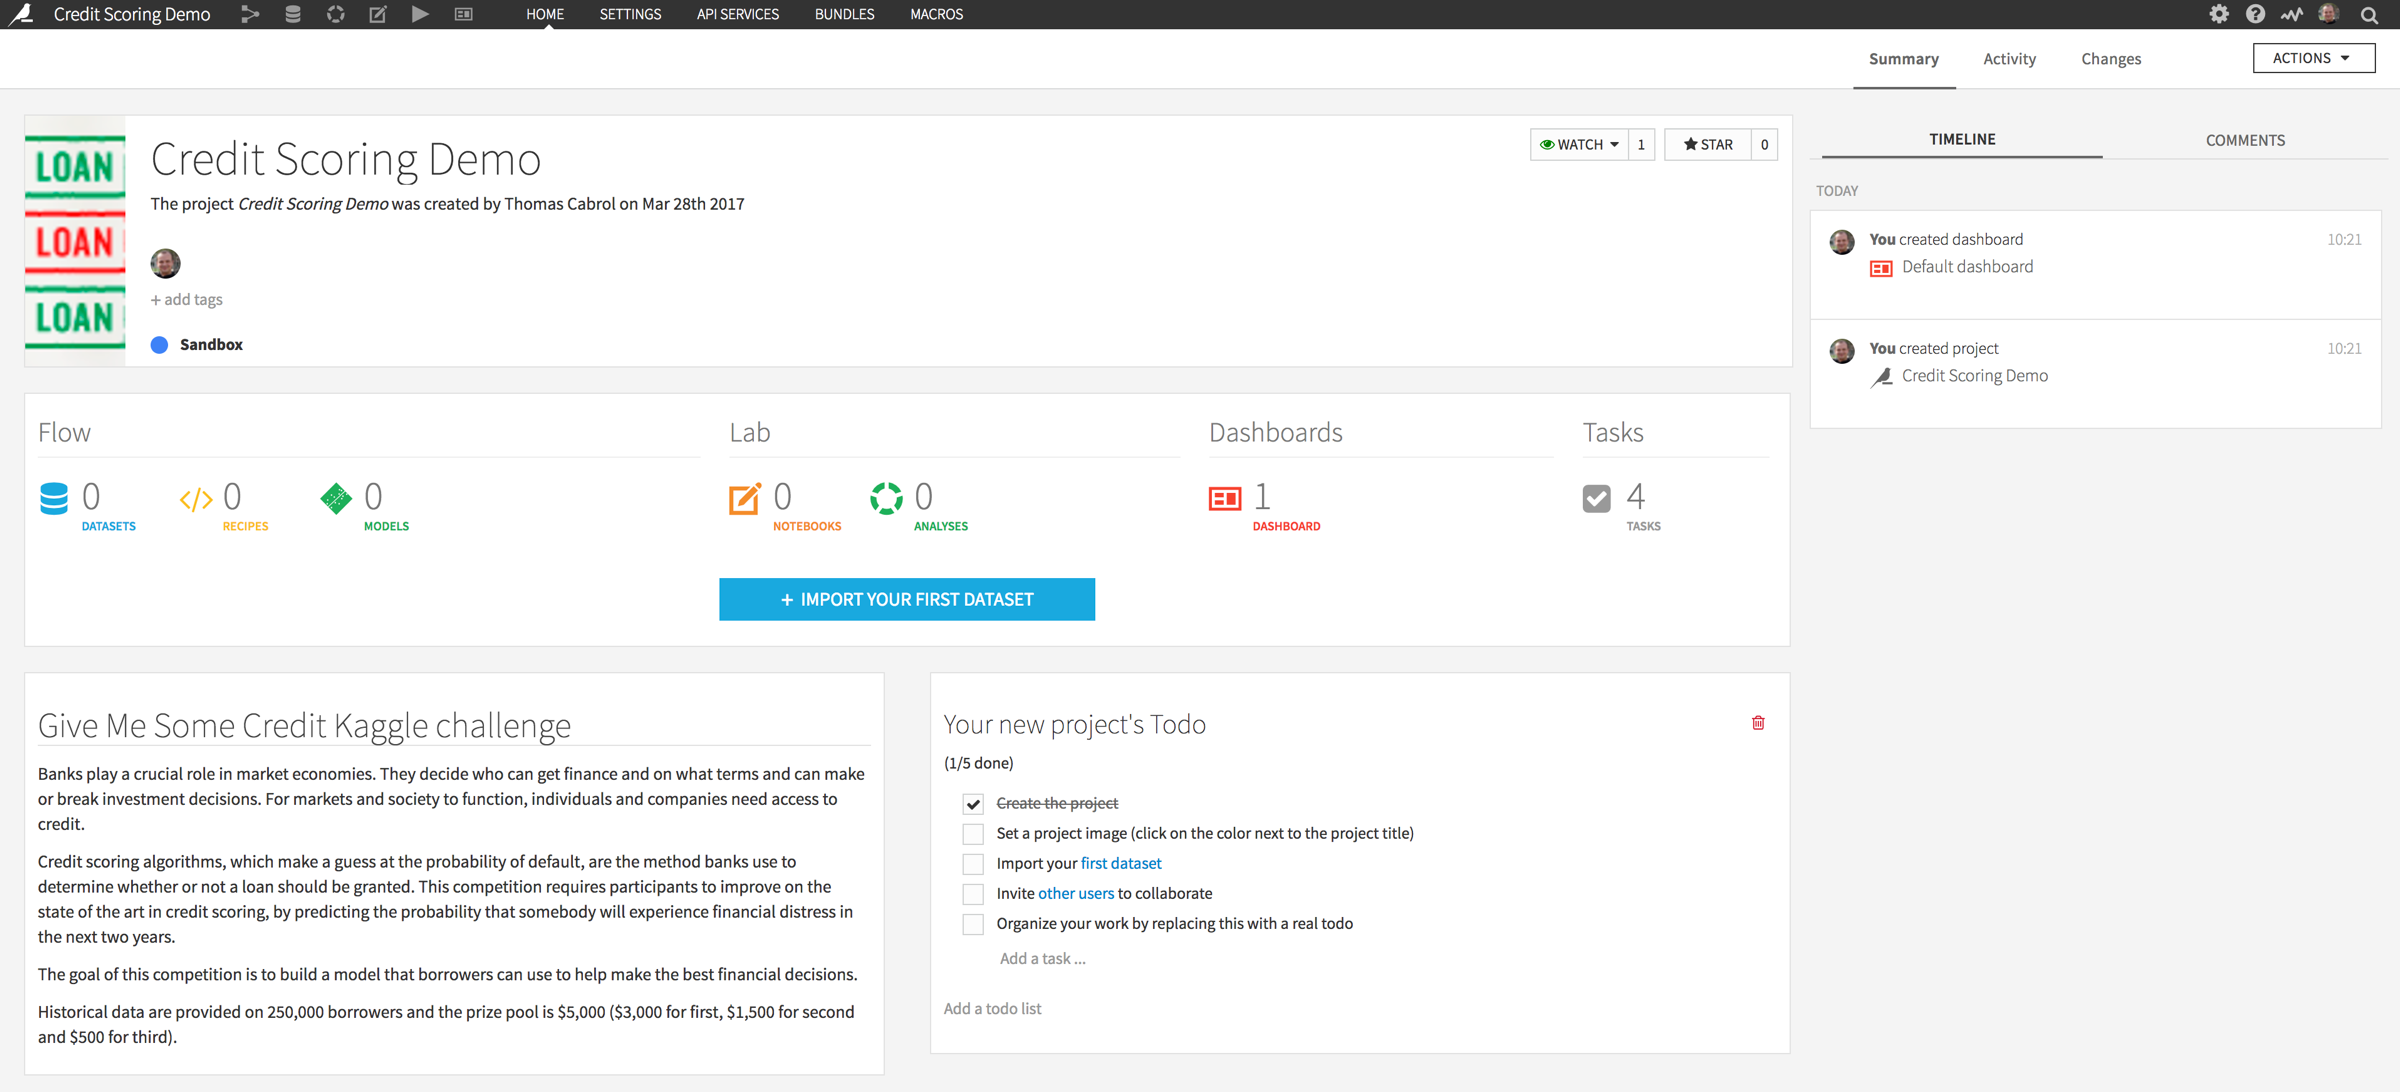 Credit Scoring Demo
HOME
SETTINGS
API SERVICES
BUNDLES
MACROS
Summary
Activity
Changes
ACTIONS
LOAN
LOAN
LOAN
Credit Scoring Demo
WATCH
1
STAR
0
The project Credit Scoring Demo was created by Thomas Cabrol on Mar 28th 2017
+ add tags
Sandbox
TIMELINE
COMMENTS
TODAY
You created dashboard
10:21
Default dashboard
You created project
10:21
Credit Scoring Demo
Flow
0
DATASETS
0
RECIPES
0
MODELS
Lab
0
NOTEBOOKS
0
ANALYSES
Dashboards
1
DASHBOARD
Tasks
4
TASKS
+ IMPORT YOUR FIRST DATASET
Give Me Some Credit Kaggle challenge
Banks play a crucial role in market economies. They decide who can get finance and on what terms and can make
or break investment decisions. For markets and society to function, individuals and companies need access to
credit.
Credit scoring algorithms, which make a guess at the probability of default, are the method banks use to
determine whether or not a loan should be granted. This competition requires participants to improve on the
state of the art in credit scoring, by predicting the probability that somebody will experience financial distress in
the next two years.
The goal of this competition is to build a model that borrowers can use to help make the best financial decisions.
Historical data are provided on 250,000 borrowers and the prize pool is $5,000 ($3,000 for first, $1,500 for second
and $500 for third).
Your new project's Todo
(1/5 done)
Create the project
Set a project image (click on the color next to the project title)
Import your first dataset
Invite other users to collaborate
Organize your work by replacing this with a real todo
Add a task ...
Add a todo list